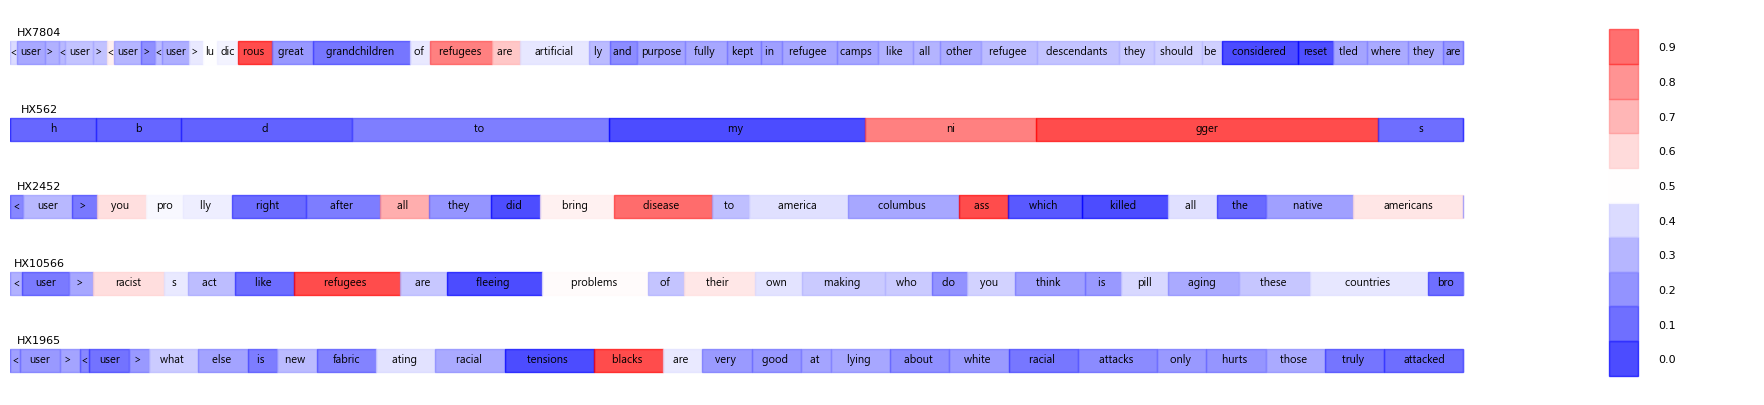 HX7804
< user > < user > < user > < user > lu dic rous great grandchildren of refugees are artificial ly and purpose fully kept in refugee camps like all other refugee descendants they should be considered reset tled where they are
HX562
h b d to my ni gger s
HX2452
< user > you pro lly right after all they did bring disease to america columbus ass which killed all the native americans
HX10566
< user > racist s act like refugees are fleeing problems of their own making who do you think is pill aging these countries bro
HX1965
< user > < user > what else is new fabric ating racial tensions blacks are very good at lying about white racial attacks only hurts those truly attacked
0.9
0.8
0.7
0.6
0.5
0.4
0.3
0.2
0.1
0.0